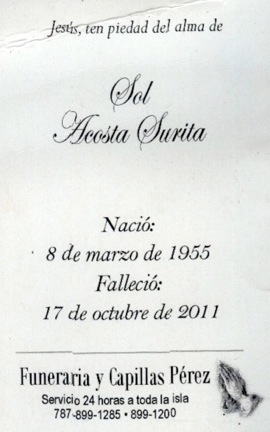 Jesús, ten piedad del alma de
Sol
Acosta Surita
Nació:
8 de marzo de 1955
Falleció:
17 de octubre de 2011
Funeraria y Capillas Pérez
Servicio 24 horas a toda la isla
787-899-1285 • 899-1200